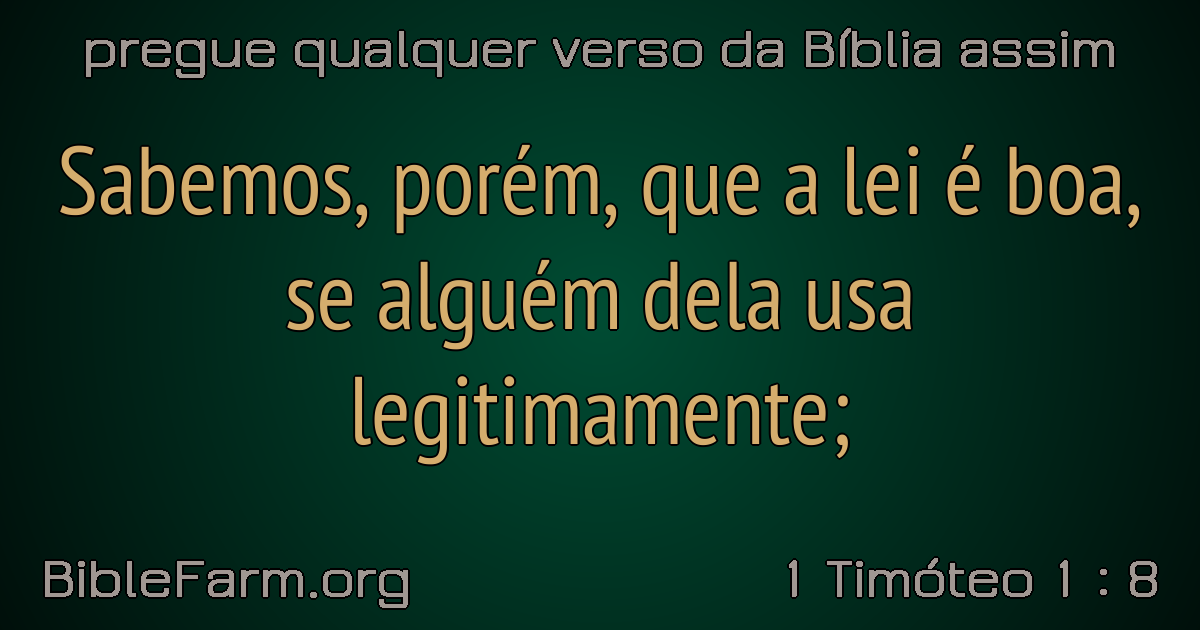 pregue qualquer verso da Bíblia assim
Sabemos, porém, que a lei é boa,
se alguém dela usa
legitimamente;
BibleFarm.org
1 Timóteo 1 : 8